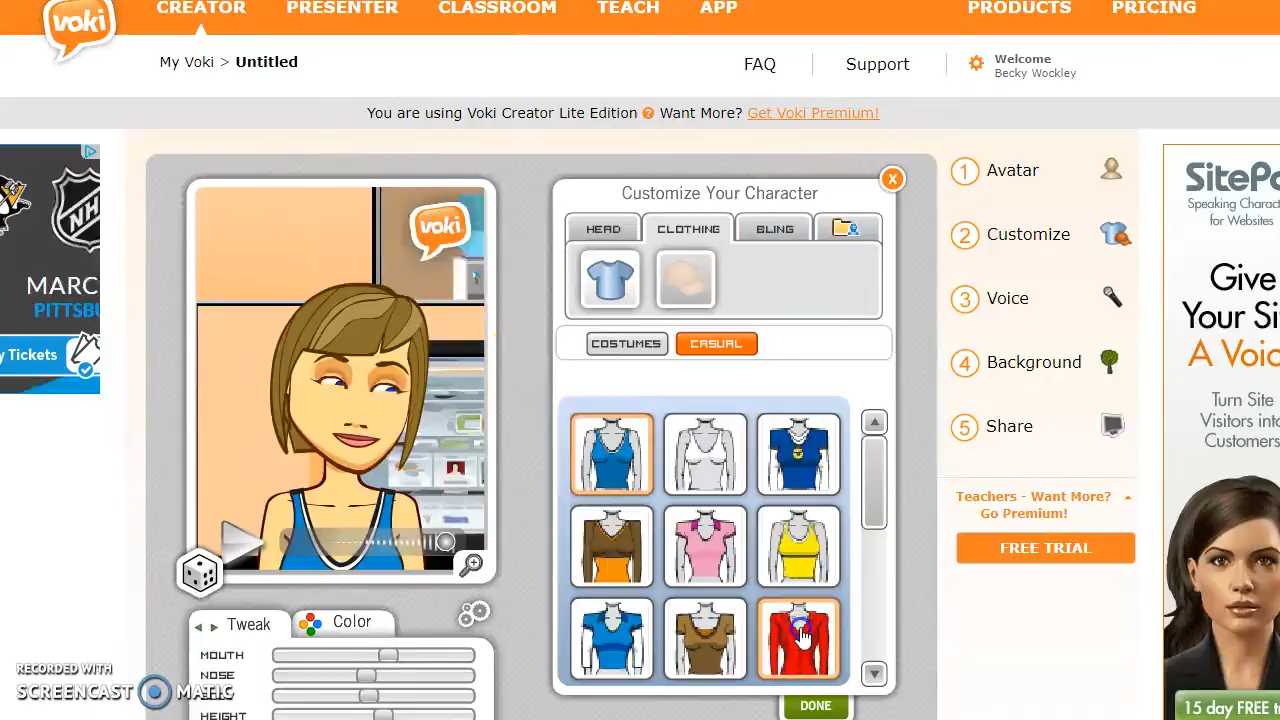 CREATOR PRESENTER CLASSROOM TEACH APP PRODUCTS PRICING
voki
My Voki > Untitled
FAQ
Support
Welcome
Becky Wockley
You are using Voki Creator Lite Edition ? Want More? Get Voki Premium!
NHL
MARC
PITTSBU
y Tickets
voki
Customize Your Character
X
HEAD CLOTHING BLING
COSTUMES CASUAL
1 Avatar
2 Customize
3 Voice
4 Background
5 Share
Teachers - Want More?
Go Premium!
FREE TRIAL
SitePa
Speaking Charac
for Websites
Give
Your Si
A Voic
Turn Site
Visitors into
Customers
15 day FREE t
Tweak Color
MOUTH
NOSE
HEIGHT
DONE
RECORDED WITH
SCREENCAST MATIC